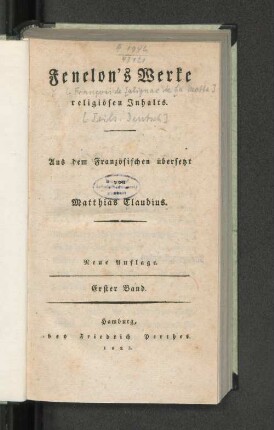 Fenelon's Werke
religiösen Inhalts.
Aus dem Französischen übersetzt
von
Matthias Claudius.
Neue Auflage.
Erster Band.
Hamburg,
bey Friedrich Perthes